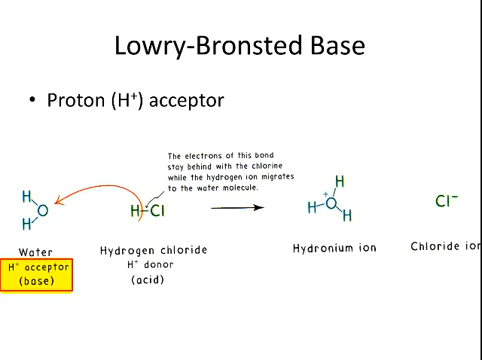 Lowry-Bronsted Base
• Proton (H⁺) acceptor
The electrons of this bond
stay behind with the chlorine
while the hydrogen ion migrates
to the water molecule.
H
O
H
H–Cl
H
H–O⁺
H
Cl⁻
Water
Hydrogen chloride
Hydronium ion
Chloride ion
H⁺ acceptor
(base)
H⁺ donor
(acid)